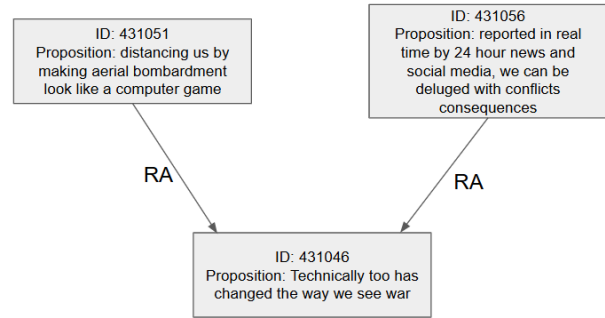 ID: 431051
Proposition: distancing us by
making aerial bombardment
look like a computer game
ID: 431056
Proposition: reported in real
time by 24 hour news and
social media, we can be
deluged with conflicts
consequences
RA
RA
ID: 431046
Proposition: Technically too has
changed the way we see war